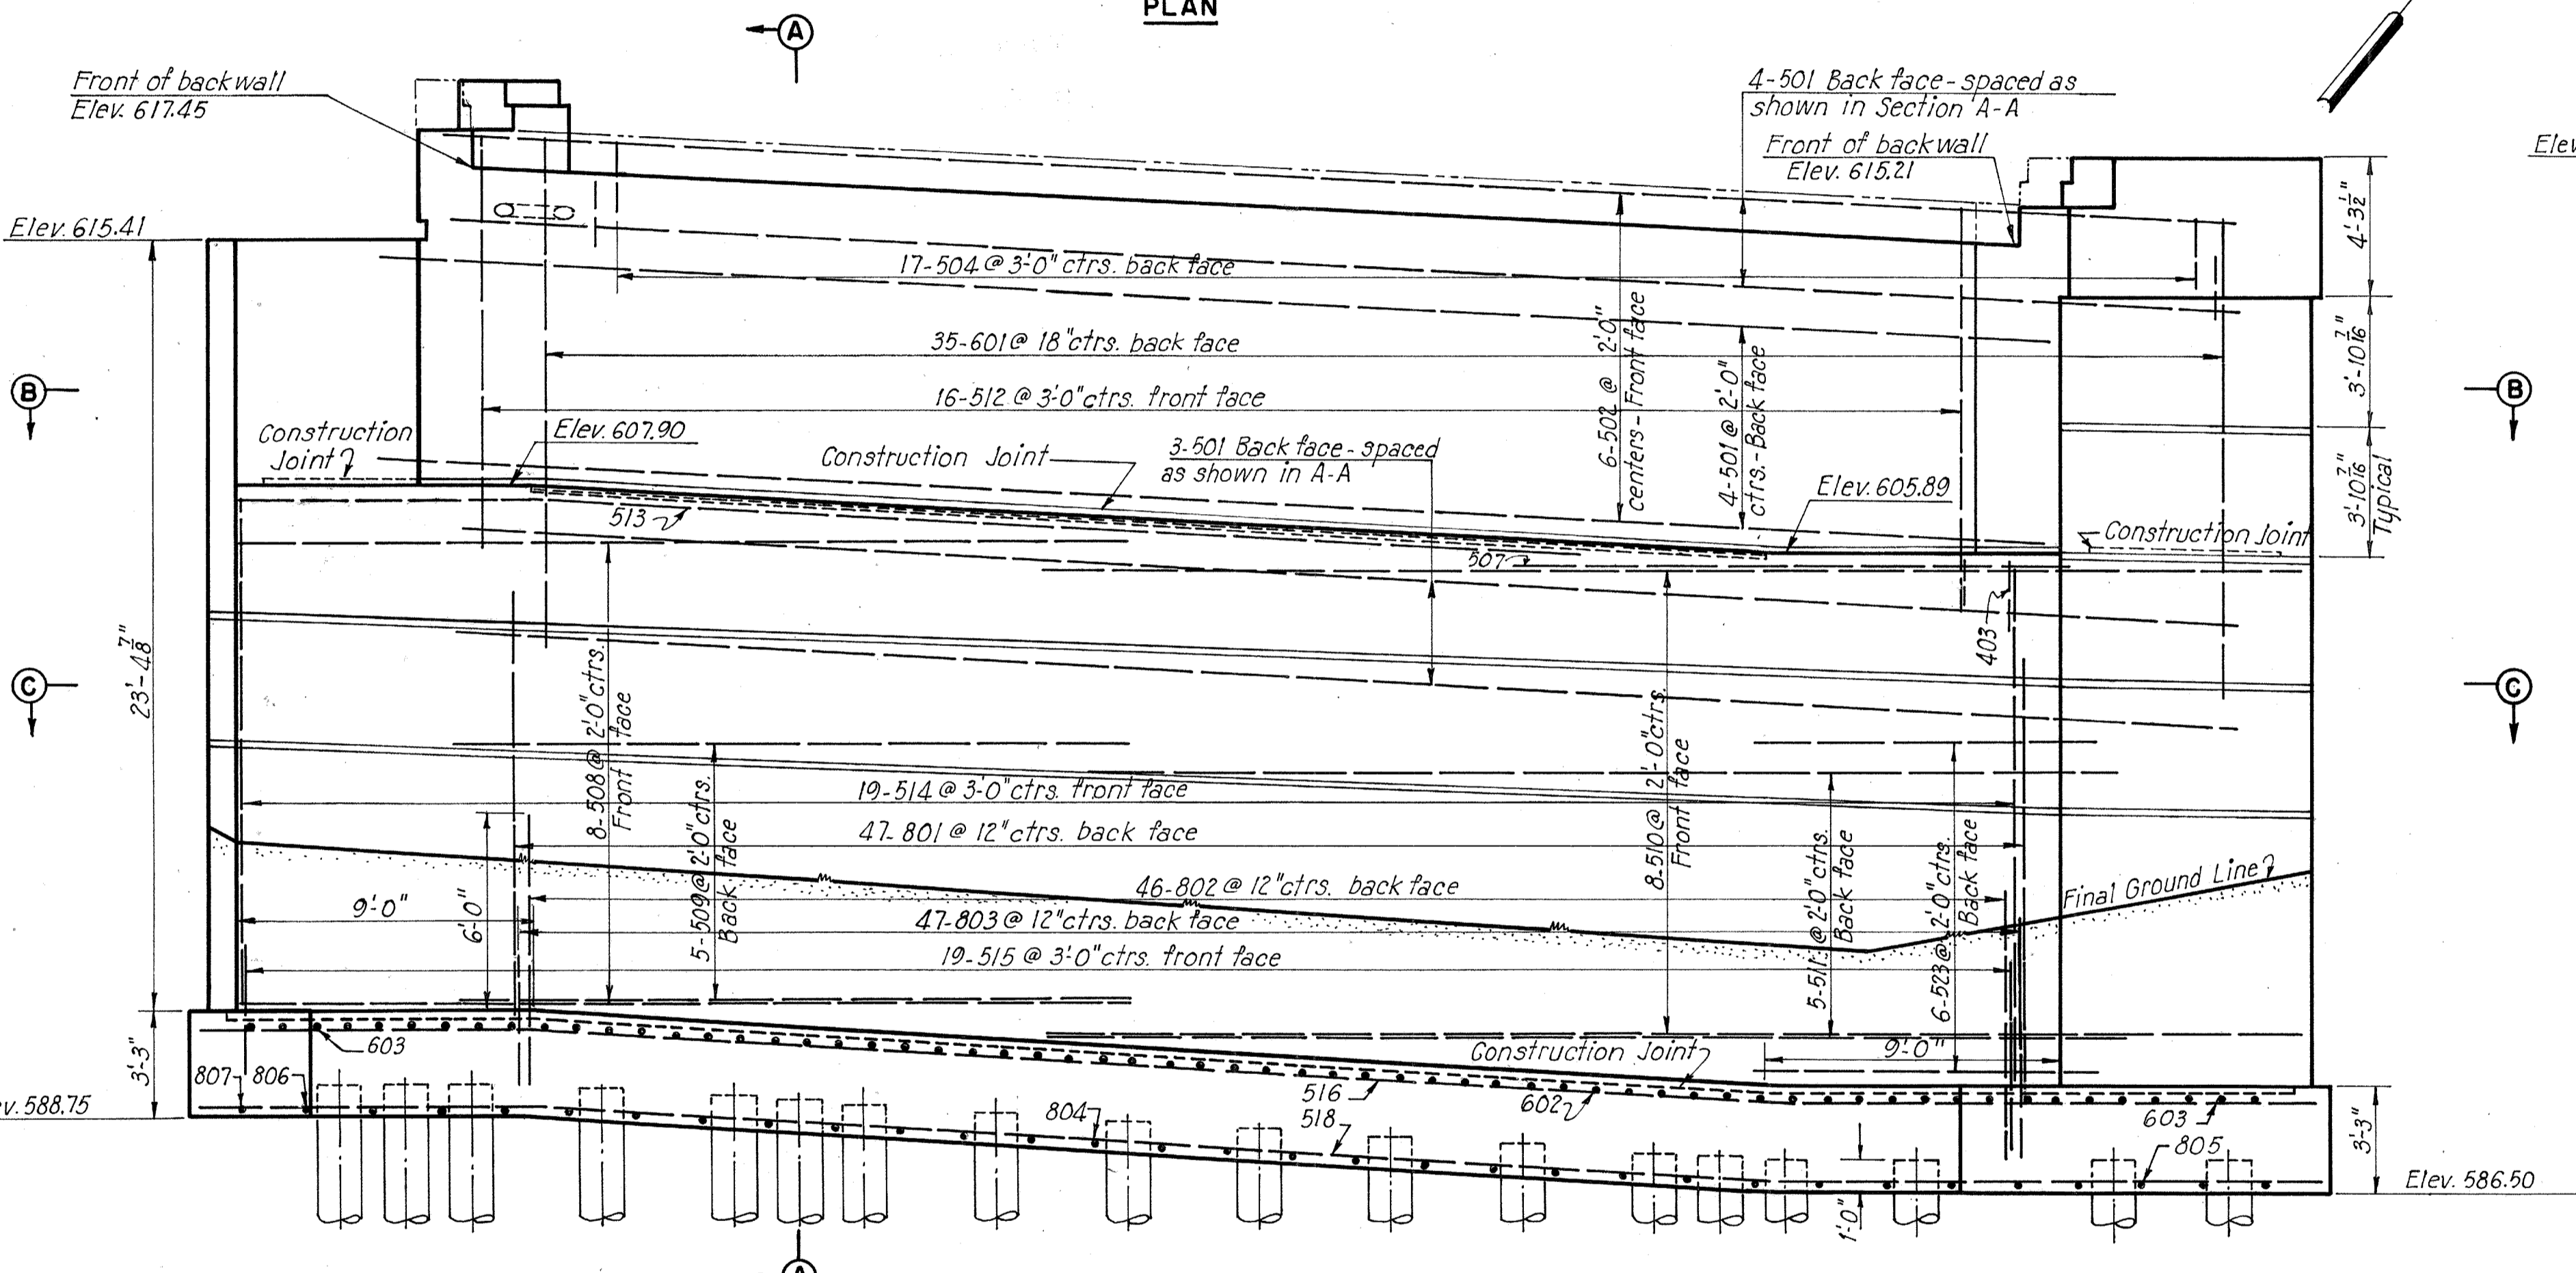 PLAN
A
Front of backwall
Elev. 617.45
4-501 Back face - spaced as
shown in Section A-A
Front of backwall
Elev. 615.21
Elev. 615.41
4'-3 1/2"
17-504 @ 3'-0" ctrs. back face
35-601 @ 18" ctrs. back face
16-512 @ 3'-0" ctrs. front face
6-502 @ 2'-0"
centers - Front face
4-501 @ 2'-0"
ctrs. - Back face
3'-10 7/16"
3'-10 7/16"
Typical
B
B
Construction
Joint
Elev. 607.90
Construction Joint
3-501 Back face - spaced
as shown in A-A
Elev. 605.89
Construction Joint
513
507
403
23'-4 7/8"
C
C
8-508 @ 2'-0" ctrs.
Front face
8-510 @ 2'-0" ctrs.
Front face
19-514 @ 3'-0" ctrs. front face
47-801 @ 12" ctrs. back face
5-509 @ 2'-0" ctrs.
Back face
5-511 @ 2'-0" ctrs.
Back face
6-523 @ 2'-0" ctrs.
Back face
46-802 @ 12" ctrs. back face
47-803 @ 12" ctrs. back face
19-515 @ 3'-0" ctrs. front face
Final Ground Line
9'-0"
6'-0"
3'-3"
603
807
806
588.75
Construction Joint
9'-0"
516
518
602
804
603
805
3'-3"
1'-0"
Elev. 586.50
A